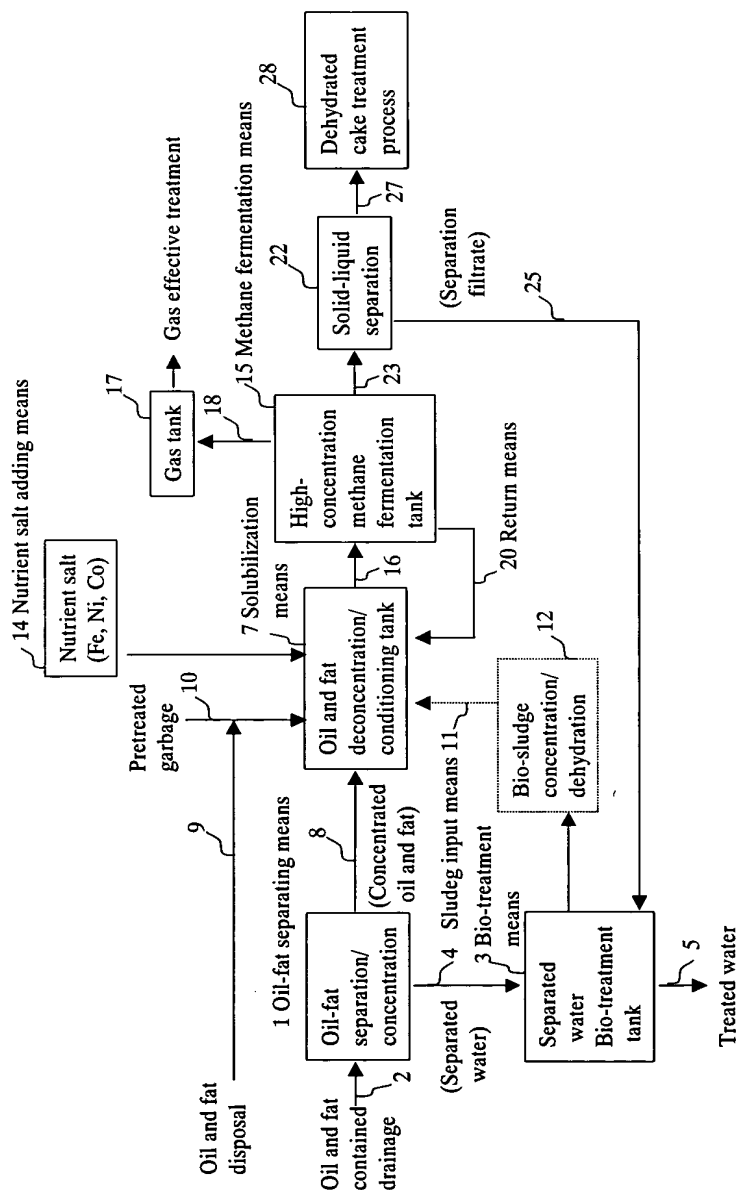 Oil and fat
disposal
9
Pretreated
garbage
10
14 Nutrient salt adding means
Nutrient salt
(Fe, Ni, Co)
17
Gas tank
Gas effective treatment
18
Oil and fat
contained
drainage
2
1 Oil-fat separating means
Oil-fat
separation/
concentration
8
(Concentrated
oil and fat)
7 Solubilization
means
Oil and fat
deconcentration/
conditioning tank
16
15 Methane fermentation means
High-
concentration
methane
fermentation
tank
20 Return means
23
22
Solid-liquid
separation
27
28
Dehydrated
cake treatment
process
(Separation
filtrate)
25
(Separated
water)
4
Sludeg input means 11
3 Bio-treatment
means
Separated
water
Bio-treatment
tank
12
Bio-sludge
concentration/
dehydration
5
Treated water